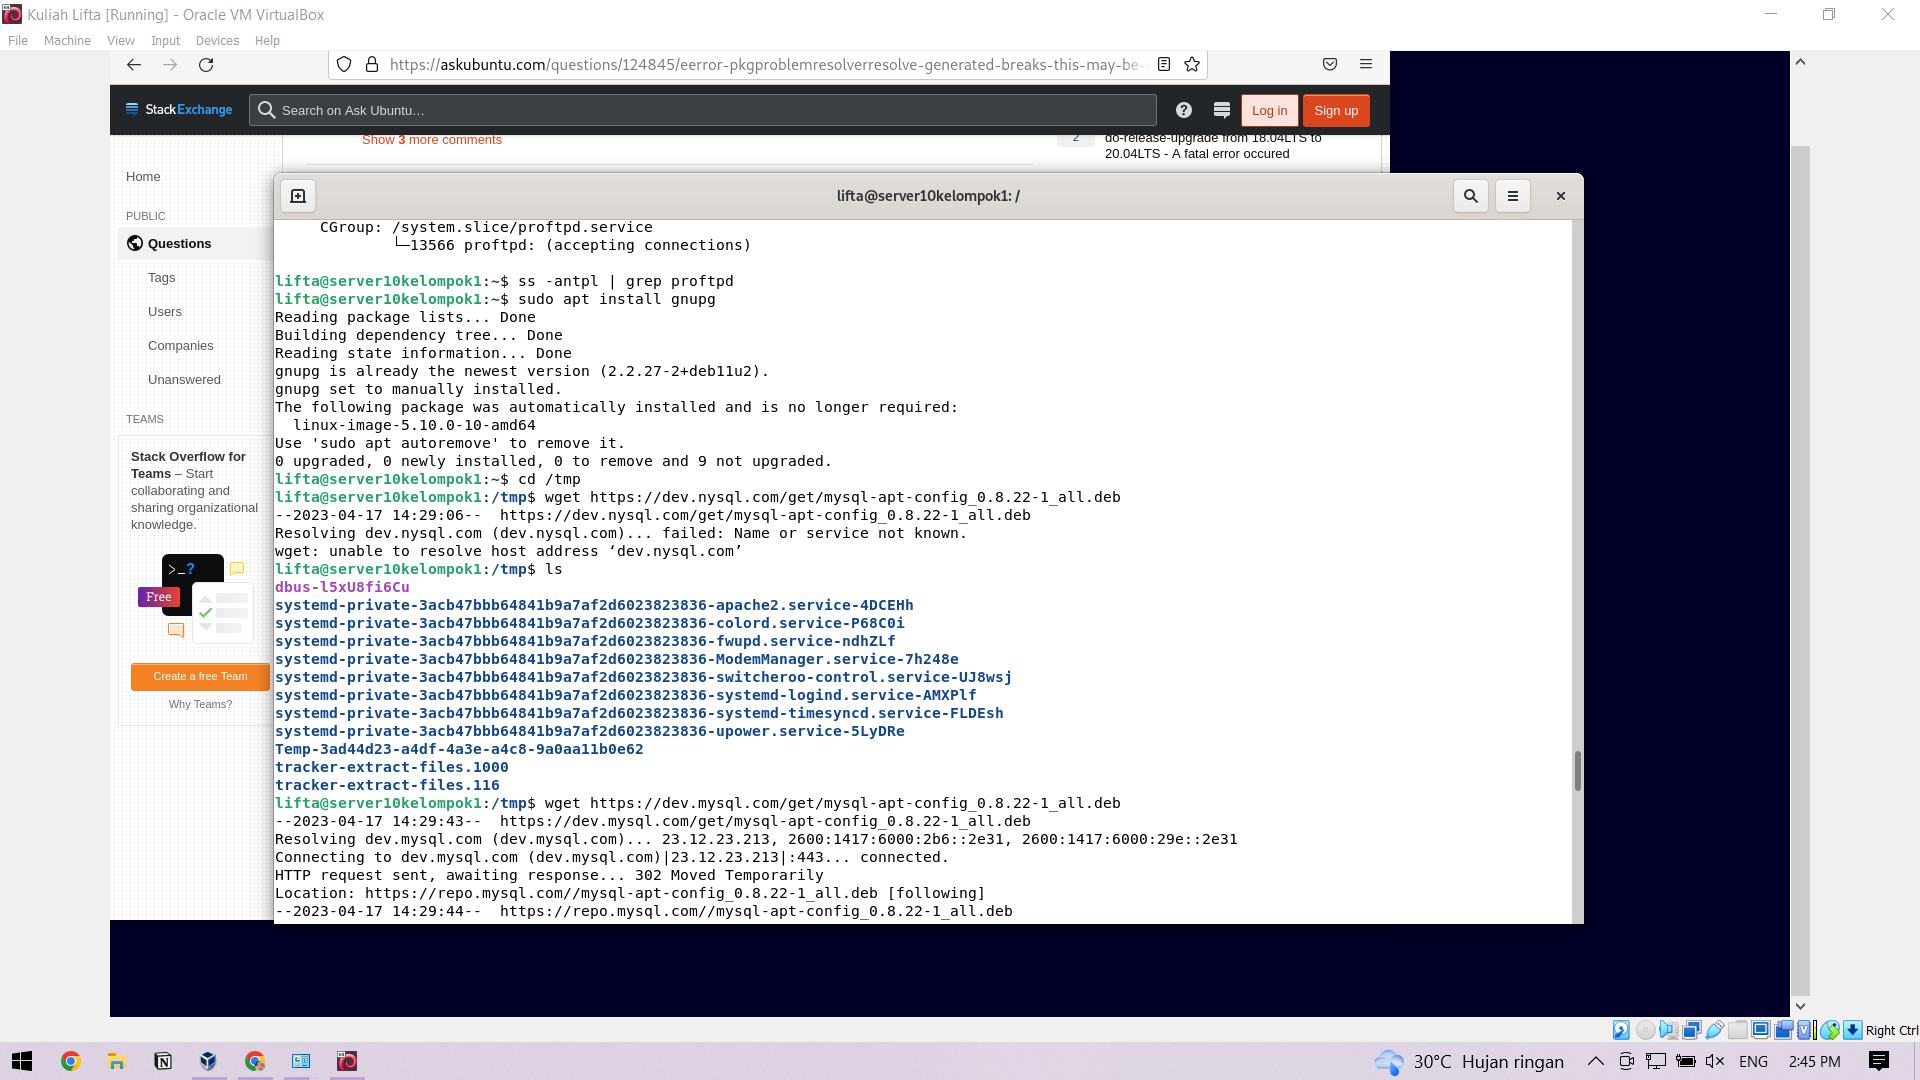 Kuliah Lifta [Running] - Oracle VM VirtualBox
File Machine View Input Devices Help
https://askubuntu.com/questions/124845/eerror-pkgproblemresolverresolve-generated-breaks-this-may-be-
StackExchange
Search on Ask Ubuntu…
Log in
Sign up
Show 3 more comments
2
do-release-upgrade from 18.04LTS to
20.04LTS - A fatal error occured
Home
PUBLIC
Questions
Tags
Users
Companies
Unanswered
TEAMS
Stack Overflow for
Teams – Start
collaborating and
sharing organizational
knowledge.
>_?
Free
Create a free Team
Why Teams?
lifta@server10kelompok1: /
CGroup: /system.slice/proftpd.service
└─13566 proftpd: (accepting connections)
lifta@server10kelompok1:~$ ss -antpl | grep proftpd
lifta@server10kelompok1:~$ sudo apt install gnupg
Reading package lists... Done
Building dependency tree... Done
Reading state information... Done
gnupg is already the newest version (2.2.27-2+deb11u2).
gnupg set to manually installed.
The following package was automatically installed and is no longer required:
linux-image-5.10.0-10-amd64
Use 'sudo apt autoremove' to remove it.
0 upgraded, 0 newly installed, 0 to remove and 9 not upgraded.
lifta@server10kelompok1:~$ cd /tmp
lifta@server10kelompok1:/tmp$ wget https://dev.nysql.com/get/mysql-apt-config_0.8.22-1_all.deb
--2023-04-17 14:29:06-- https://dev.nysql.com/get/mysql-apt-config_0.8.22-1_all.deb
Resolving dev.nysql.com (dev.nysql.com)... failed: Name or service not known.
wget: unable to resolve host address ‘dev.nysql.com’
lifta@server10kelompok1:/tmp$ ls
dbus-l5xU8fi6Cu
systemd-private-3acb47bbb64841b9a7af2d6023823836-apache2.service-4DCEHh
systemd-private-3acb47bbb64841b9a7af2d6023823836-colord.service-P68C0i
systemd-private-3acb47bbb64841b9a7af2d6023823836-fwupd.service-ndhZLf
systemd-private-3acb47bbb64841b9a7af2d6023823836-ModemManager.service-7h248e
systemd-private-3acb47bbb64841b9a7af2d6023823836-switcheroo-control.service-UJ8wsj
systemd-private-3acb47bbb64841b9a7af2d6023823836-systemd-logind.service-AMXPlf
systemd-private-3acb47bbb64841b9a7af2d6023823836-systemd-timesyncd.service-FLDEsh
systemd-private-3acb47bbb64841b9a7af2d6023823836-upower.service-5LyDRe
Temp-3ad44d23-a4df-4a3e-a4c8-9a0aa11b0e62
tracker-extract-files.1000
tracker-extract-files.116
lifta@server10kelompok1:/tmp$ wget https://dev.mysql.com/get/mysql-apt-config_0.8.22-1_all.deb
--2023-04-17 14:29:43-- https://dev.mysql.com/get/mysql-apt-config_0.8.22-1_all.deb
Resolving dev.mysql.com (dev.mysql.com)... 23.12.23.213, 2600:1417:6000:2b6::2e31, 2600:1417:6000:29e::2e31
Connecting to dev.mysql.com (dev.mysql.com)|23.12.23.213|:443... connected.
HTTP request sent, awaiting response... 302 Moved Temporarily
Location: https://repo.mysql.com//mysql-apt-config_0.8.22-1_all.deb [following]
--2023-04-17 14:29:44-- https://repo.mysql.com//mysql-apt-config_0.8.22-1_all.deb
Right Ctrl
30°C Hujan ringan
ENG
2:45 PM